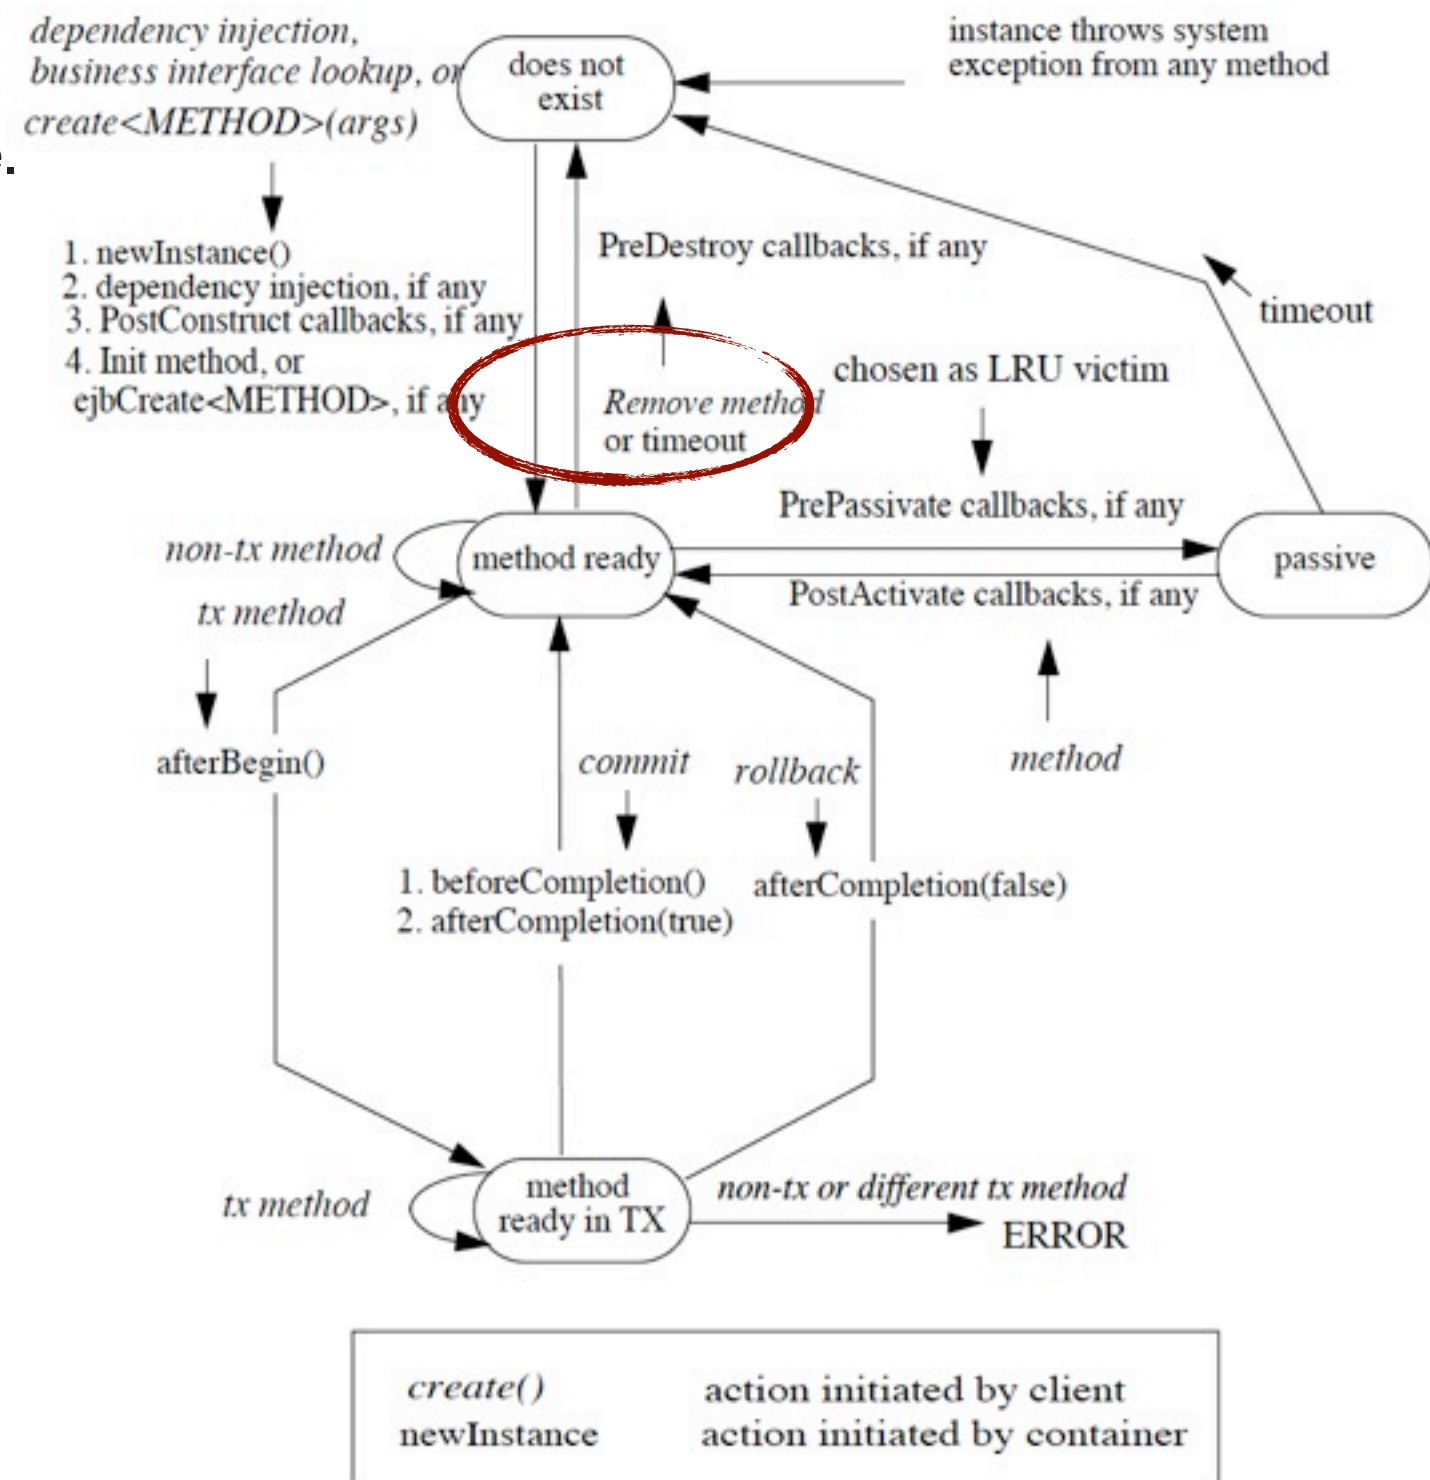 dependency injection,
business interface lookup, or
create<METHOD>(args)
e.
does not
exist
instance throws system
exception from any method
1. newInstance()
2. dependency injection, if any
3. PostConstruct callbacks, if any
4. Init method, or
ejbCreate<METHOD>, if any
PreDestroy callbacks, if any
Remove method
or timeout
timeout
chosen as LRU victim
PrePassivate callbacks, if any
non-tx method
method ready
passive
PostActivate callbacks, if any
tx method
afterBegin()
commit
rollback
method
1. beforeCompletion()
2. afterCompletion(true)
afterCompletion(false)
tx method
method
ready in TX
non-tx or different tx method
ERROR
create() action initiated by client
newInstance action initiated by container